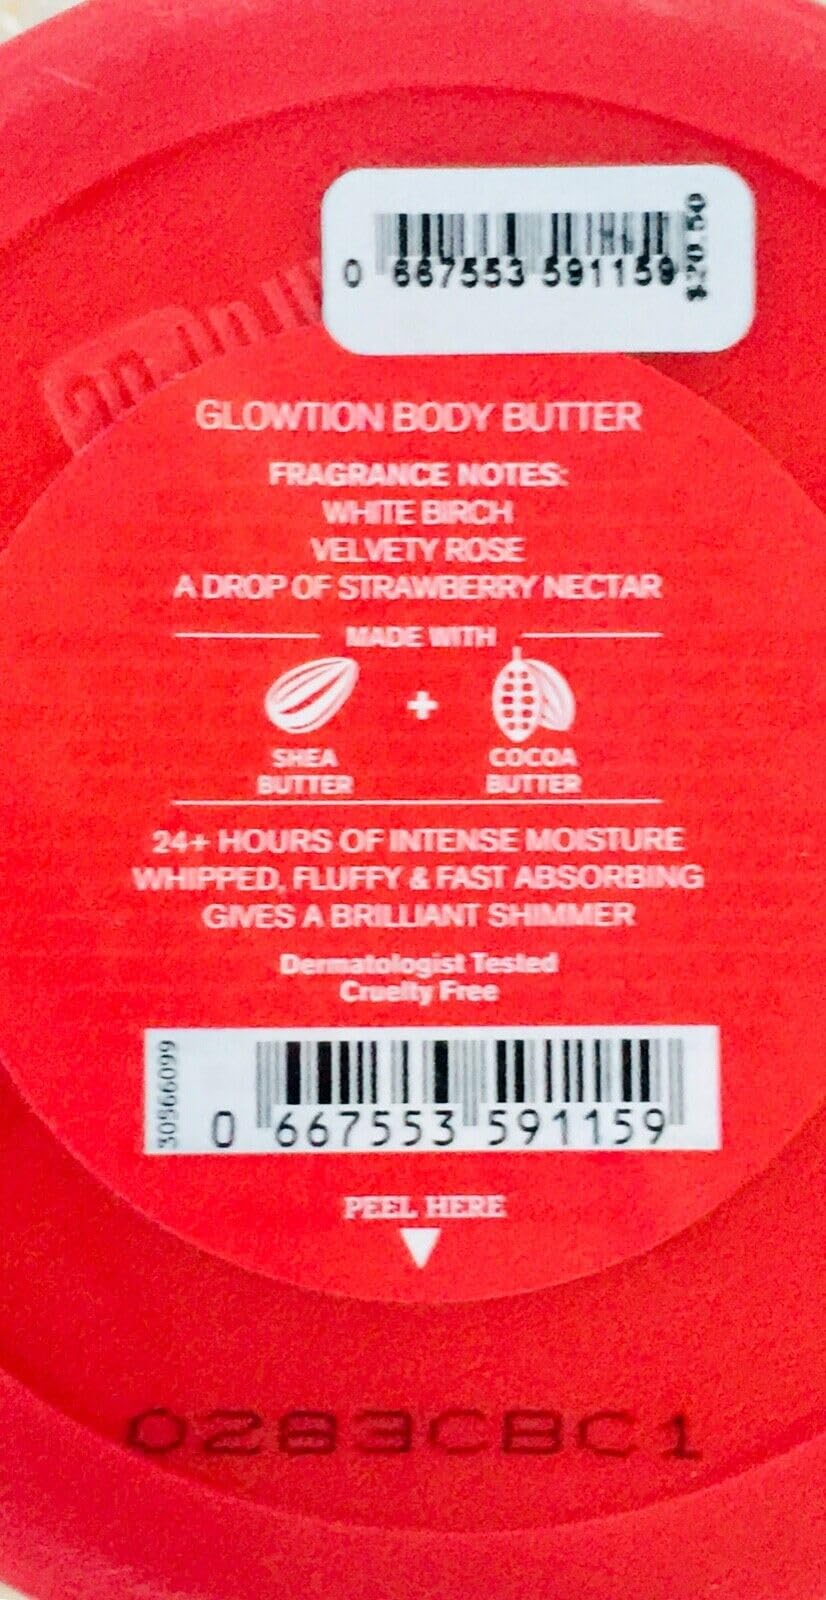 0 667553 591159
$20.50
GLOWTION BODY BUTTER
FRAGRANCE NOTES:
WHITE BIRCH
VELVETY ROSE
A DROP OF STRAWBERRY NECTAR
MADE WITH
SHEA
BUTTER
+
COCOA
BUTTER
24+ HOURS OF INTENSE MOISTURE
WHIPPED, FLUFFY & FAST ABSORBING
GIVES A BRILLIANT SHIMMER
Dermatologist Tested
Cruelty Free
30566099
0 667553 591159
PEEL HERE
0283CBC1